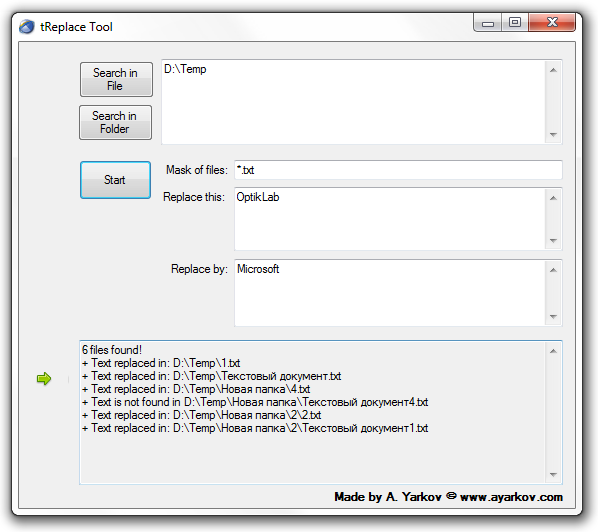 tReplace Tool
Search in
File
D:\Temp
Search in
Folder
Start
Mask of files:
*.txt
Replace this:
OptikLab
Replace by:
Microsoft
6 files found!
+ Text replaced in: D:\Temp\1.txt
+ Text replaced in: D:\Temp\Текстовый документ.txt
+ Text replaced in: D:\Temp\Новая папка\4.txt
+ Text is not found in D:\Temp\Новая папка\Текстовый документ4.txt
+ Text replaced in: D:\Temp\Новая папка\2\2.txt
+ Text replaced in: D:\Temp\Новая папка\2\Текстовый документ1.txt
Made by A. Yarkov © www.ayarkov.com